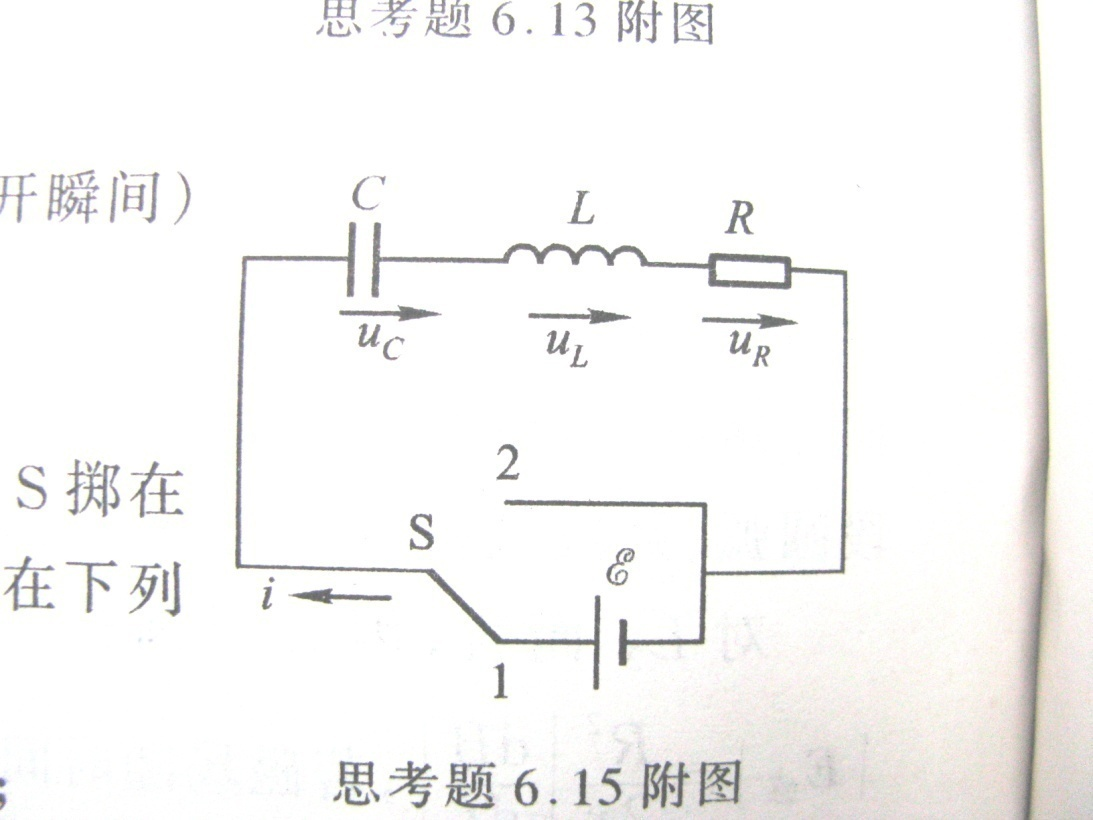 思考题 6.13 附图
开瞬间)
C L R
u_C u_L u_R
2
S 掷在
S
ℰ
在下列
i
1
;
思考题 6.15 附图